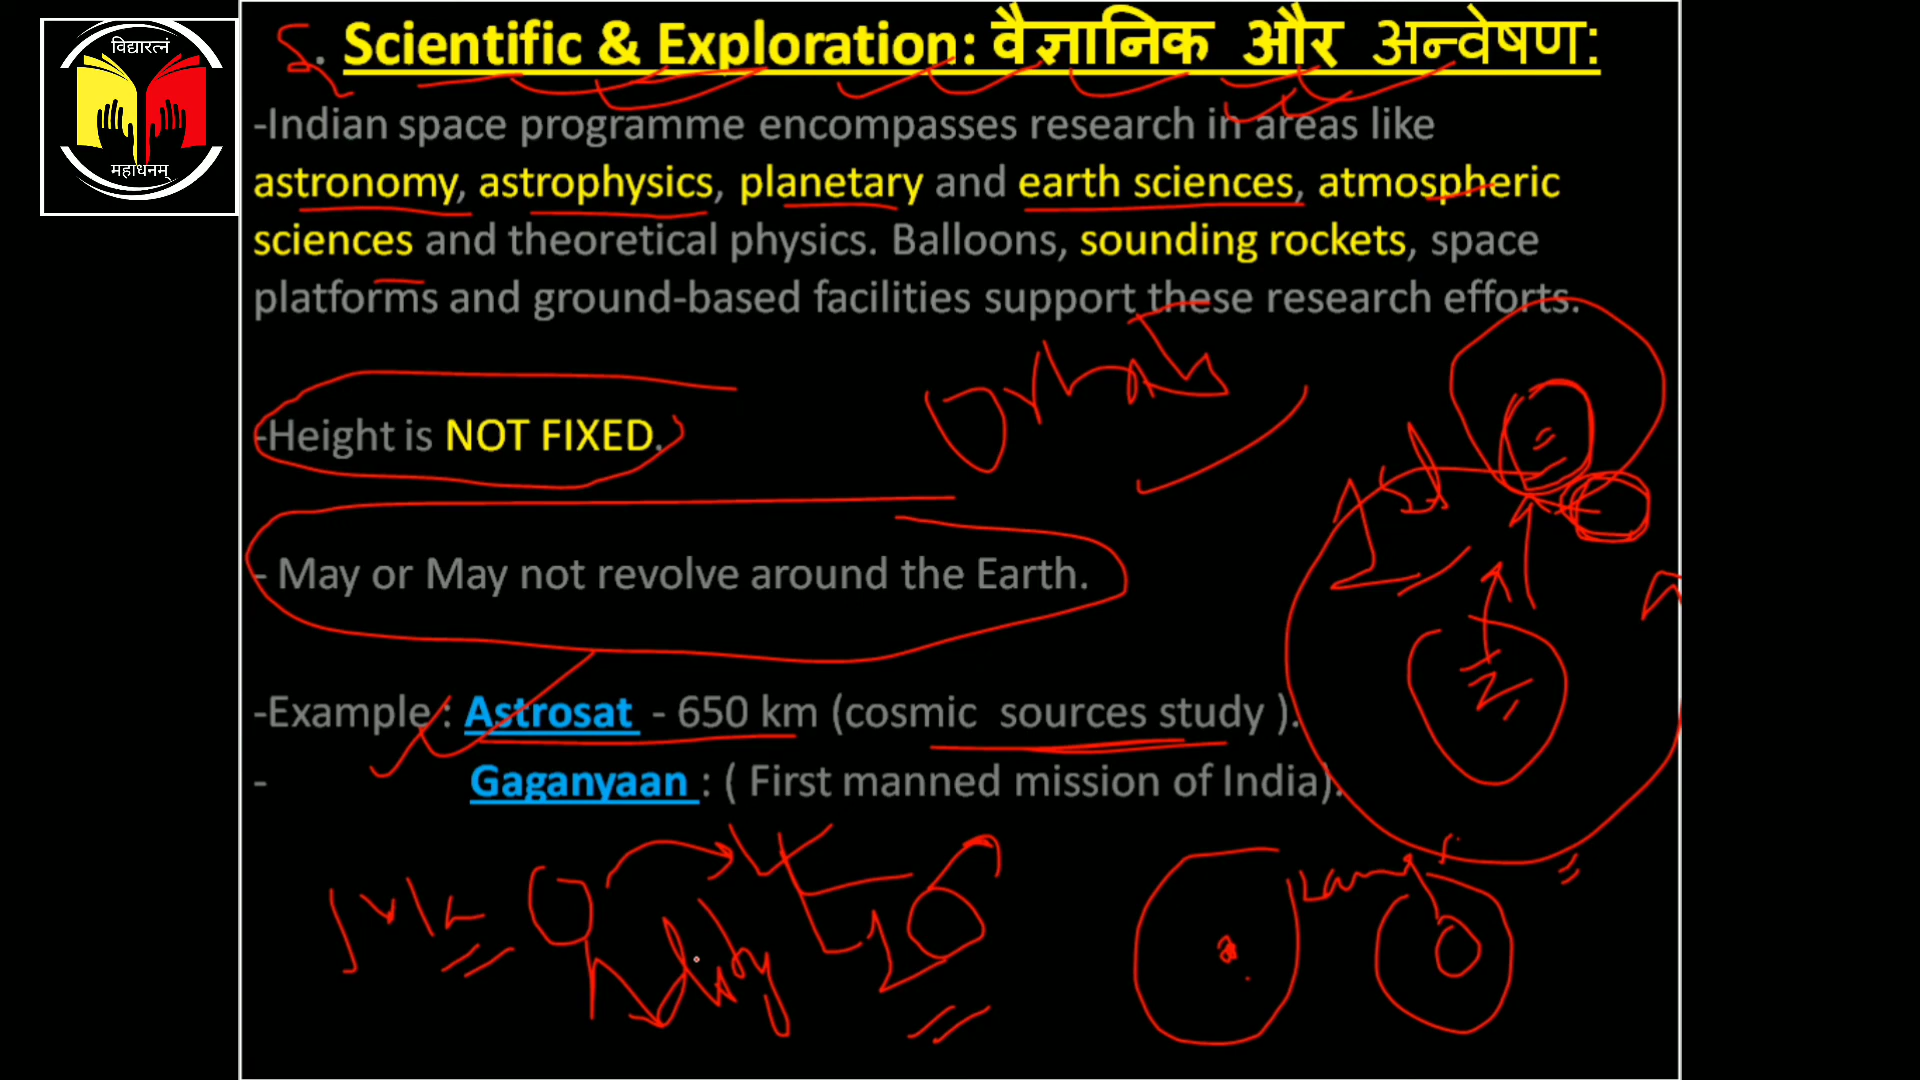 विद्यारत्नं
महाधनम्
5. Scientific & Exploration: वैज्ञानिक और अन्वेषण:
-Indian space programme encompasses research in areas like
astronomy, astrophysics, planetary and earth sciences, atmospheric
sciences and theoretical physics. Balloons, sounding rockets, space
platforms and ground-based facilities support these research efforts.
-Height is NOT FIXED.
- May or May not revolve around the Earth.
-Example : Astrosat - 650 km (cosmic sources study ).
- Gaganyaan : ( First manned mission of India).